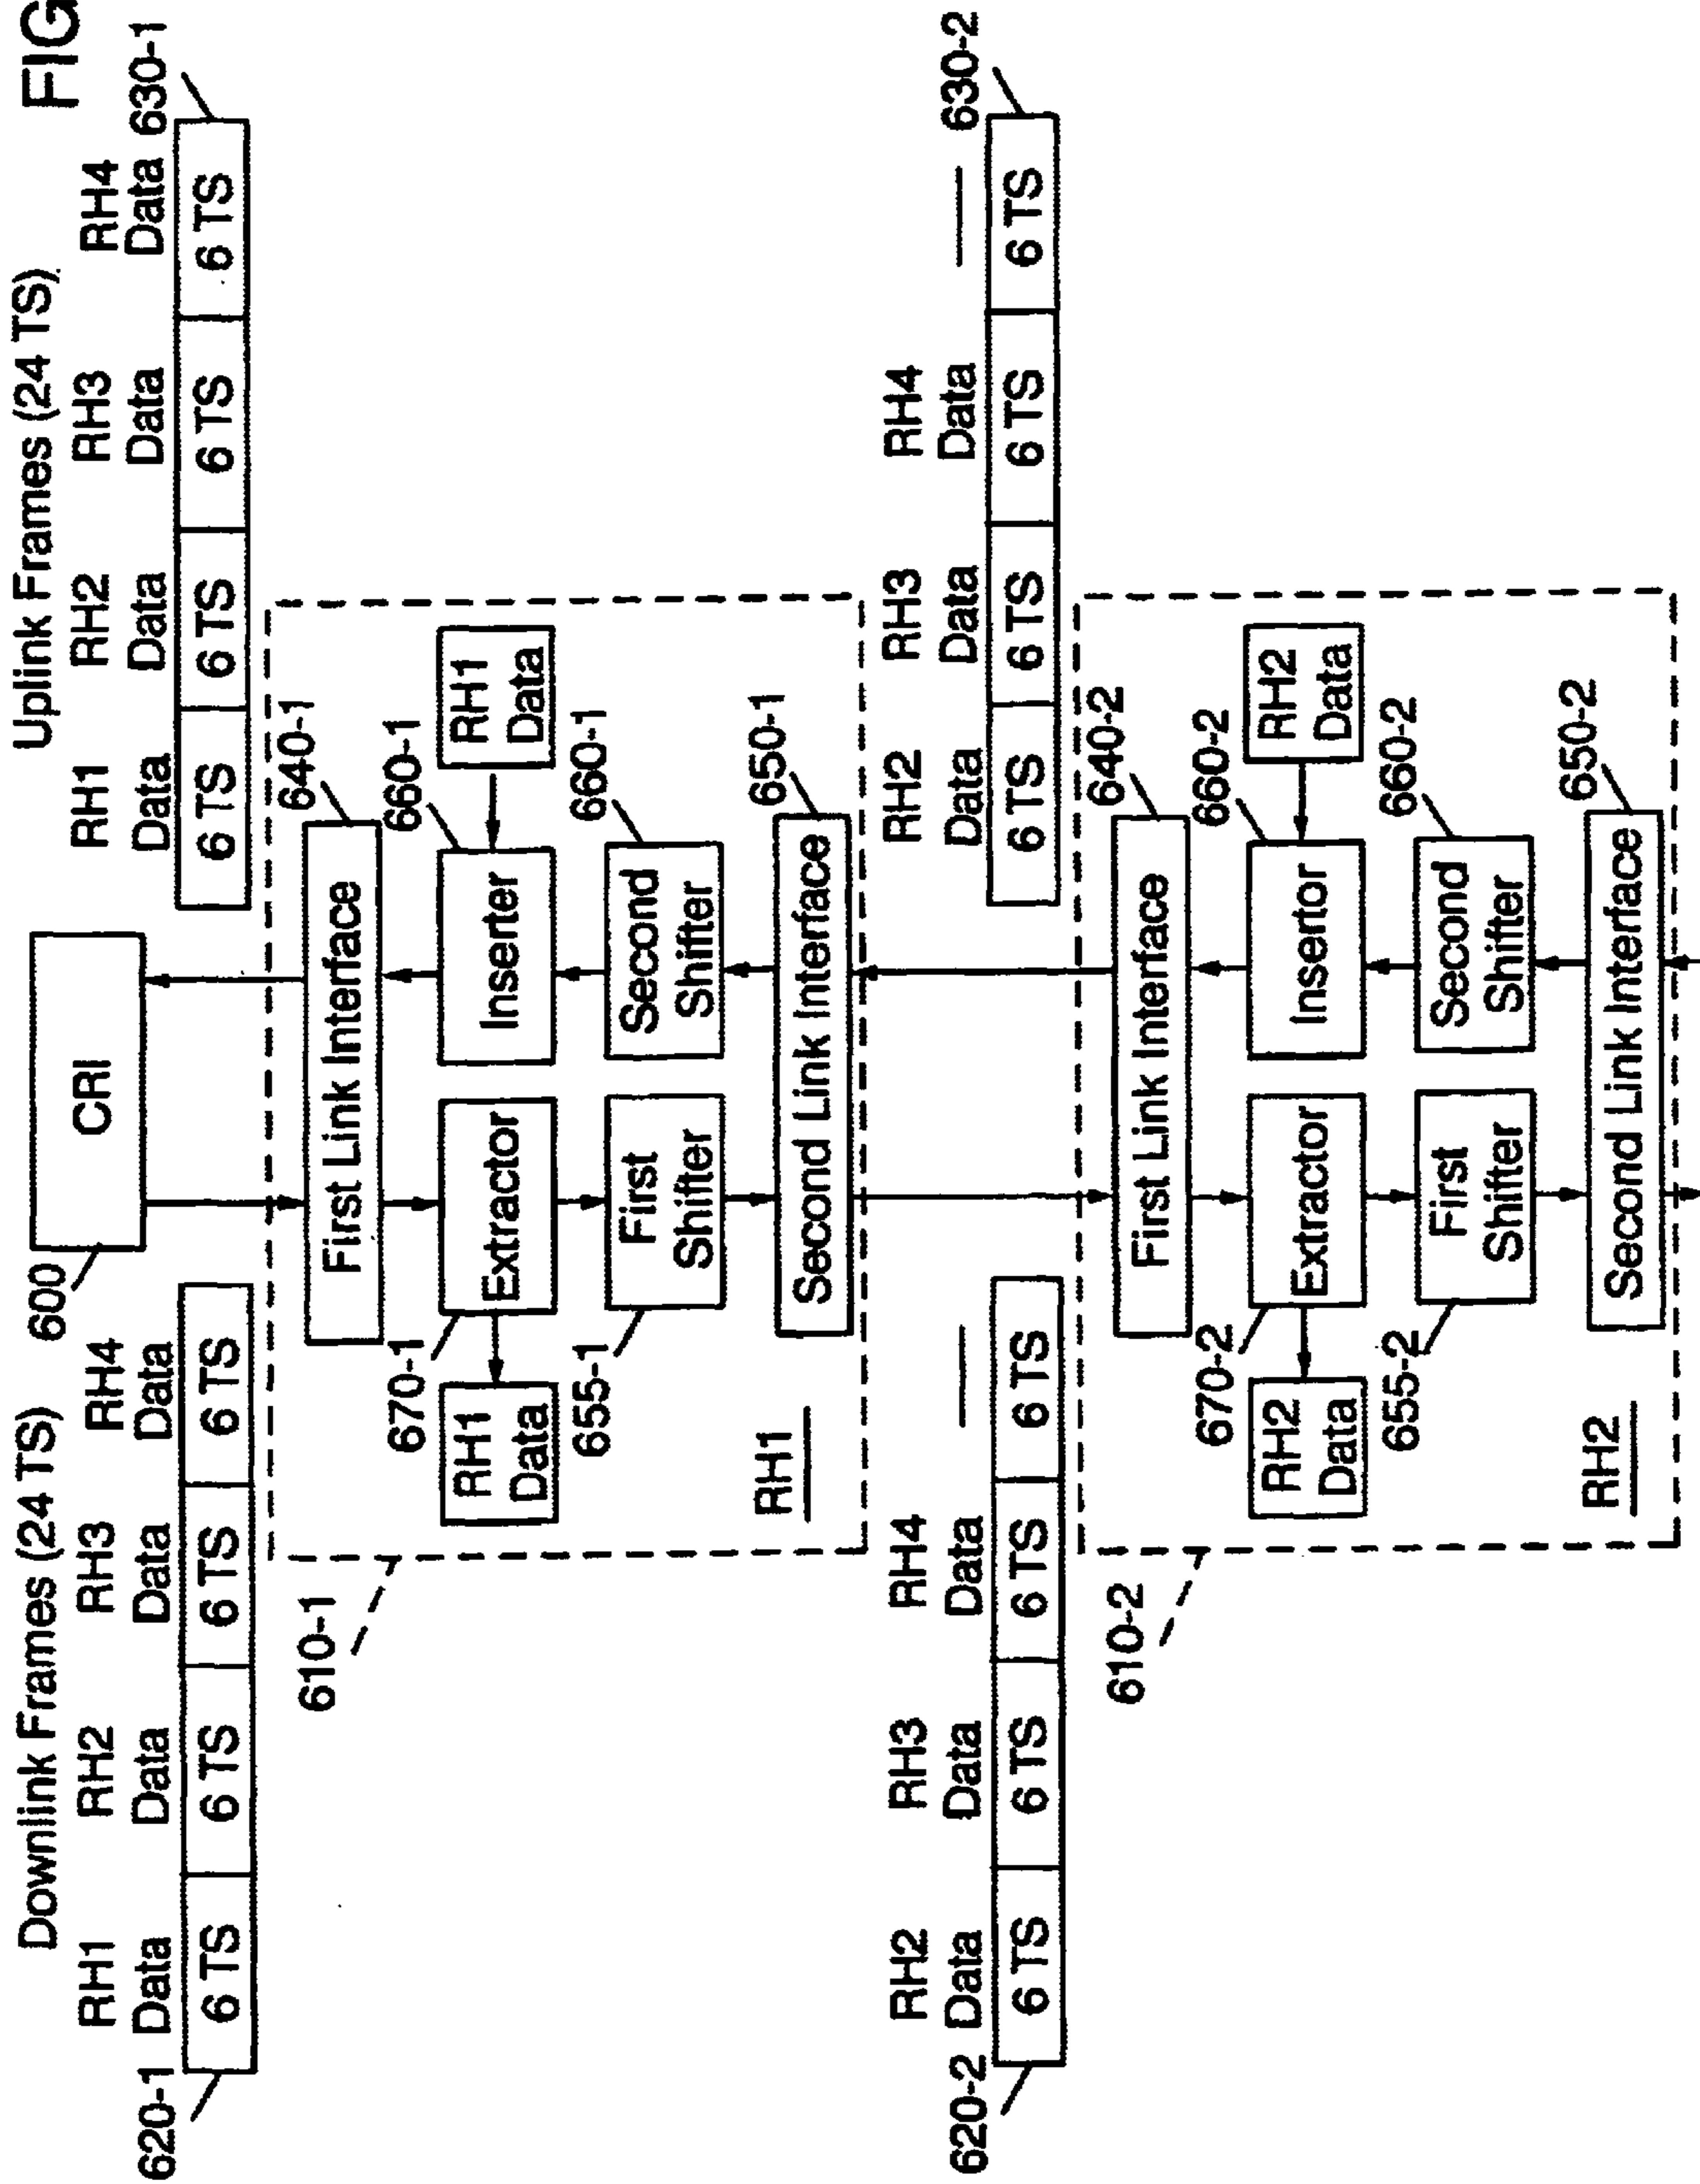 FIG
Downlink Frames (24 TS)
Uplink Frames (24 TS)
RH1 Data
RH2 Data
RH3 Data
RH4 Data
620-1
6 TS
6 TS
6 TS
6 TS
600
CRI
RH1 Data
RH2 Data
RH3 Data
RH4 Data
630-1
6 TS
6 TS
6 TS
6 TS
610-1
First Link Interface
640-1
670-1
Extractor
Inserter
660-1
RH1
Data
RH1
Data
655-1
First
Shifter
Second
Shifter
660-1
RH1
Second Link Interface
650-1
RH2 Data
RH3 Data
RH4 Data
620-2
6 TS
6 TS
6 TS
6 TS
RH2 Data
RH3 Data
RH4 Data
630-2
6 TS
6 TS
6 TS
6 TS
610-2
First Link Interface
640-2
670-2
Extractor
Insertor
660-2
RH2
Data
RH2
Data
655-2
First
Shifter
Second
Shifter
660-2
RH2
Second Link Interface
650-2